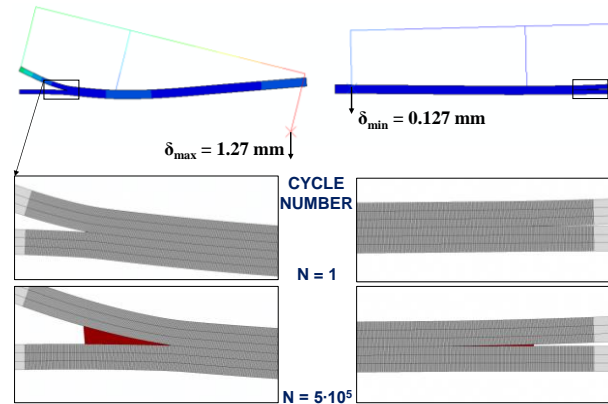 δmax = 1.27 mm
δmin = 0.127 mm
CYCLE
NUMBER
N = 1
N = 5·10⁵